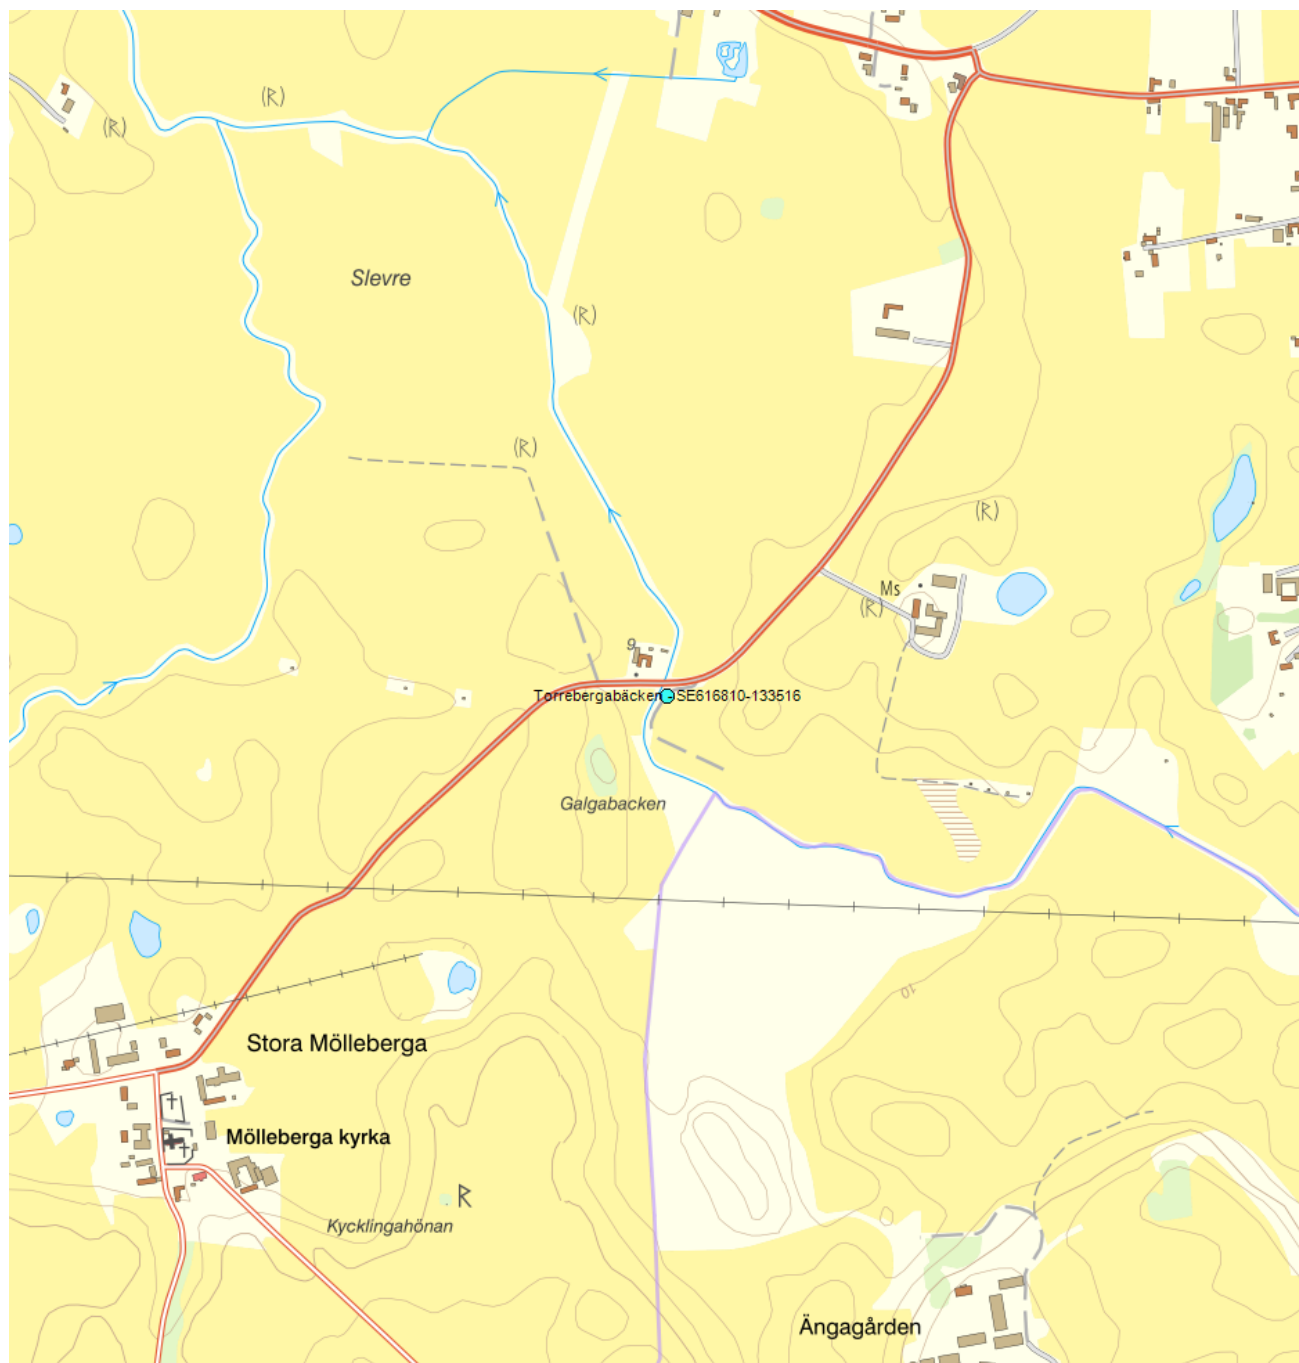 (R)
(R)
Slevre
(R)
(R)
(R)
Ms
(R)
9
Torrebergabäcken - SE616810-133516
Galgabacken
10
Stora Mölleberga
Mölleberga kyrka
R
Kycklingahönan
Ängagården